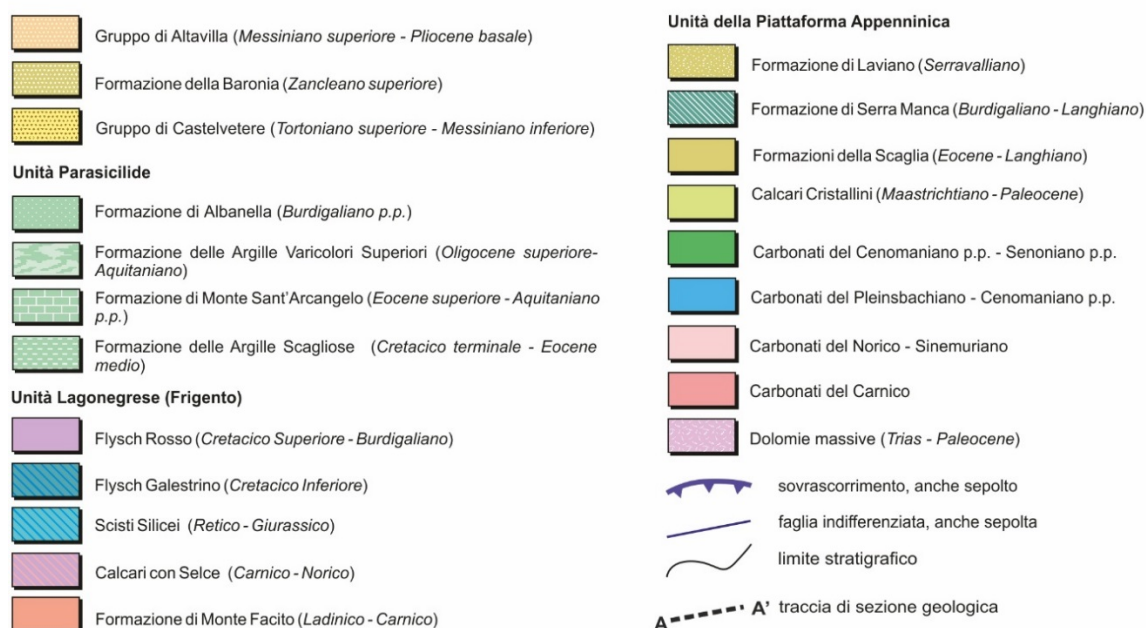 Gruppo di Altavilla (Messiniano superiore - Pliocene basale)
Formazione della Baronia (Zancleano superiore)
Gruppo di Castelvetere (Tortoniano superiore - Messiniano inferiore)
Unità Parasicilide
Formazione di Albanella (Burdigaliano p.p.)
Formazione delle Argille Varicolori Superiori (Oligocene superiore-
Aquitaniano)
Formazione di Monte Sant'Arcangelo (Eocene superiore - Aquitaniano
p.p.)
Formazione delle Argille Scagliose (Cretacico terminale - Eocene
medio)
Unità Lagonegrese (Frigento)
Flysch Rosso (Cretacico Superiore - Burdigaliano)
Flysch Galestrino (Cretacico Inferiore)
Scisti Silicei (Retico - Giurassico)
Calcari con Selce (Carnico - Norico)
Formazione di Monte Facito (Ladinico - Carnico)
Unità della Piattaforma Appenninica
Formazione di Laviano (Serravalliano)
Formazione di Serra Manca (Burdigaliano - Langhiano)
Formazioni della Scaglia (Eocene - Langhiano)
Calcari Cristallini (Maastrichtiano - Paleocene)
Carbonati del Cenomaniano p.p. - Senoniano p.p.
Carbonati del Pleinsbachiano - Cenomaniano p.p.
Carbonati del Norico - Sinemuriano
Carbonati del Carnico
Dolomie massive (Trias - Paleocene)
sovrascorrimento, anche sepolto
faglia indifferenziata, anche sepolta
limite stratigrafico
A A' traccia di sezione geologica